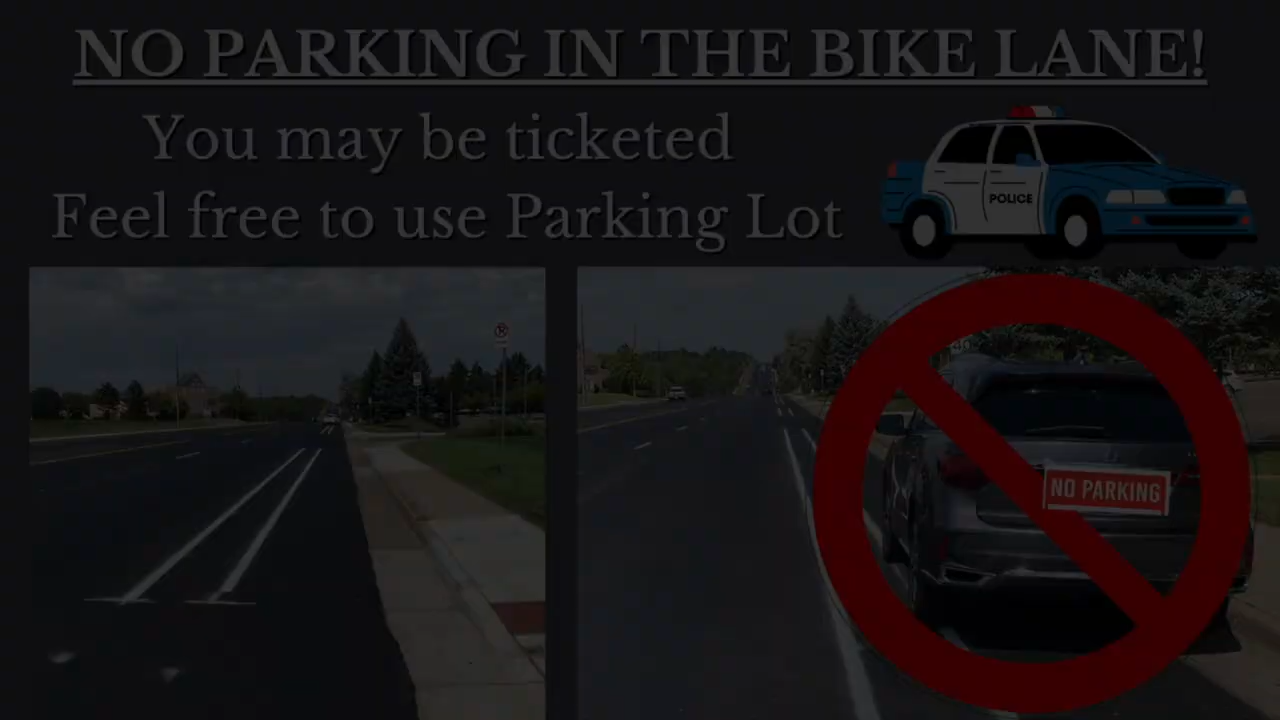 NO PARKING IN THE BIKE LANE!
You may be ticketed
Feel free to use Parking Lot
POLICE
NO PARKING